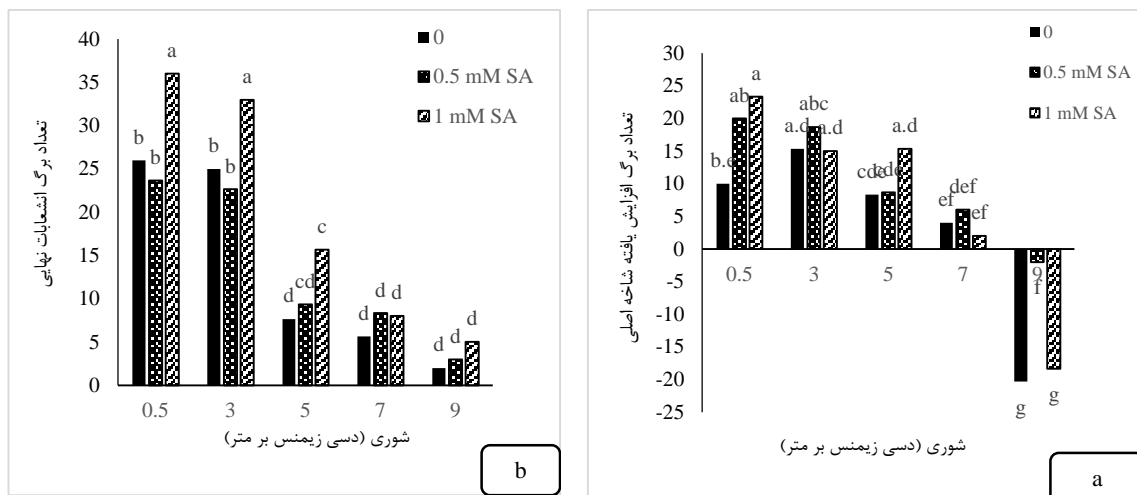 40
35
30
25
20
15
10
5
0
تعداد برگ انشعابات نهایی
0
0.5 mM SA
1 mM SA
b b a
b b a
d cd c
d d d
d d d
0.5 3 5 7 9
شوری (دسی زیمنس بر متر)
b
30
25
20
15
10
5
0
-5
-10
-15
-20
-25
تعداد برگ افزایش یافته شاخه اصلی
0
0.5 mM SA
1 mM SA
b.e ab a
a.d abc a.d
cde cde a.d
ef def ef
g f g
0.5 3 5 7 9
شوری (دسی زیمنس بر متر)
a